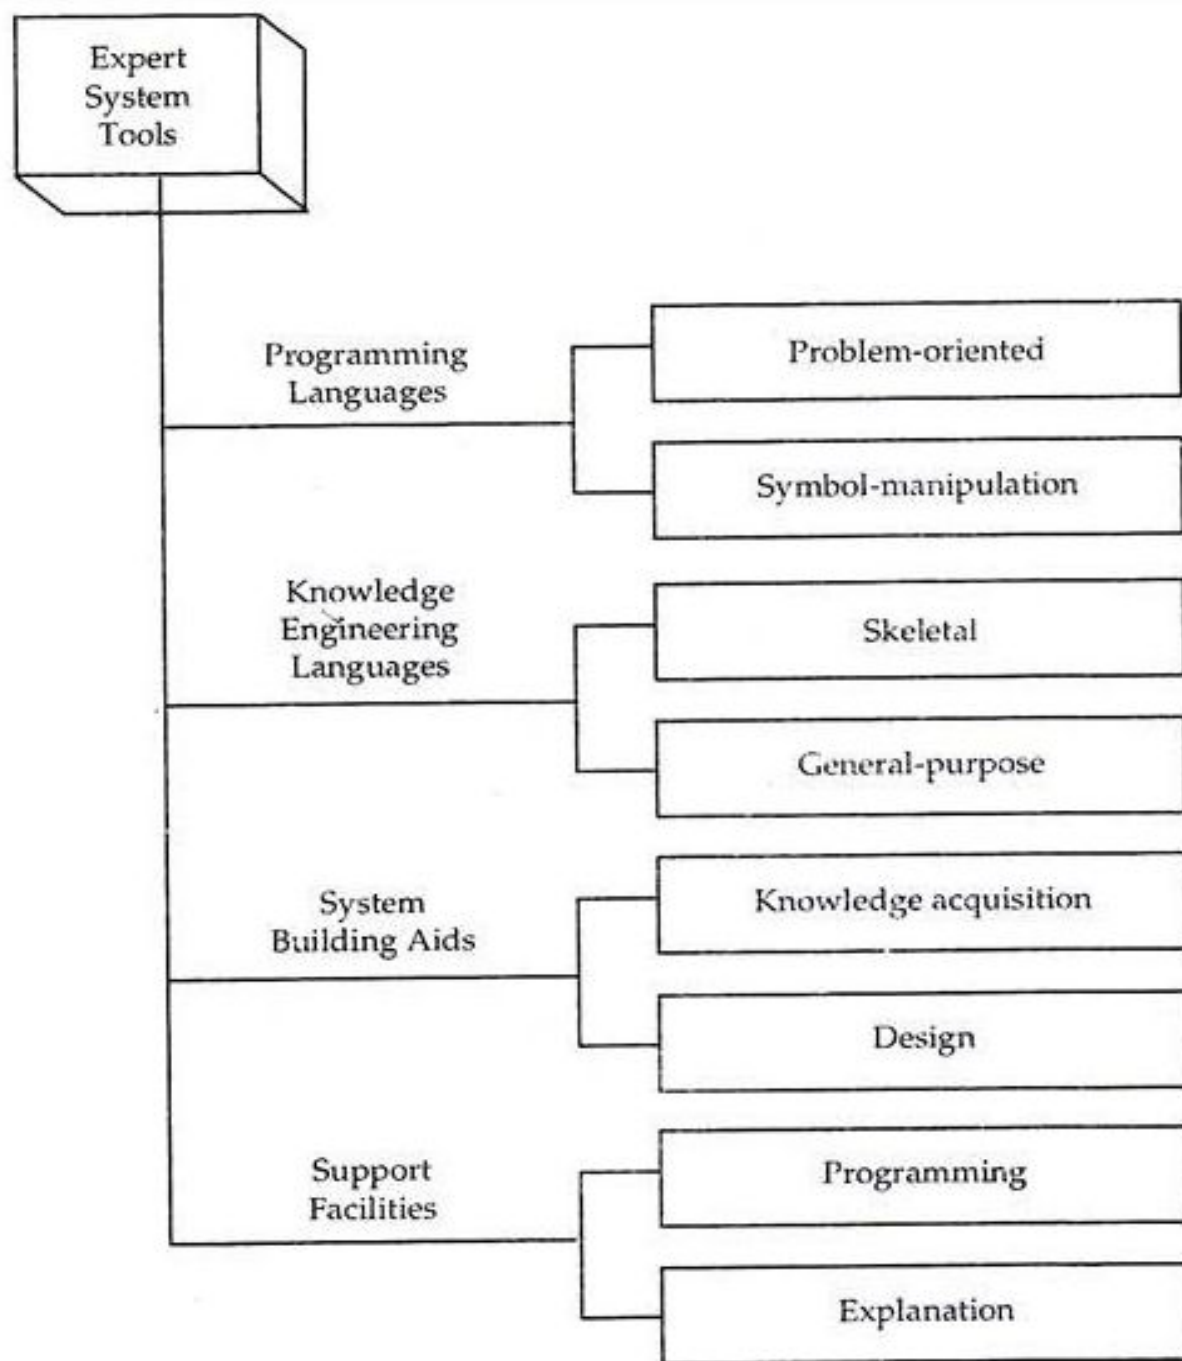 Expert
System
Tools
Programming
Languages
Problem-oriented
Symbol-manipulation
Knowledge
Engineering
Languages
Skeletal
General-purpose
System
Building Aids
Knowledge acquisition
Design
Support
Facilities
Programming
Explanation